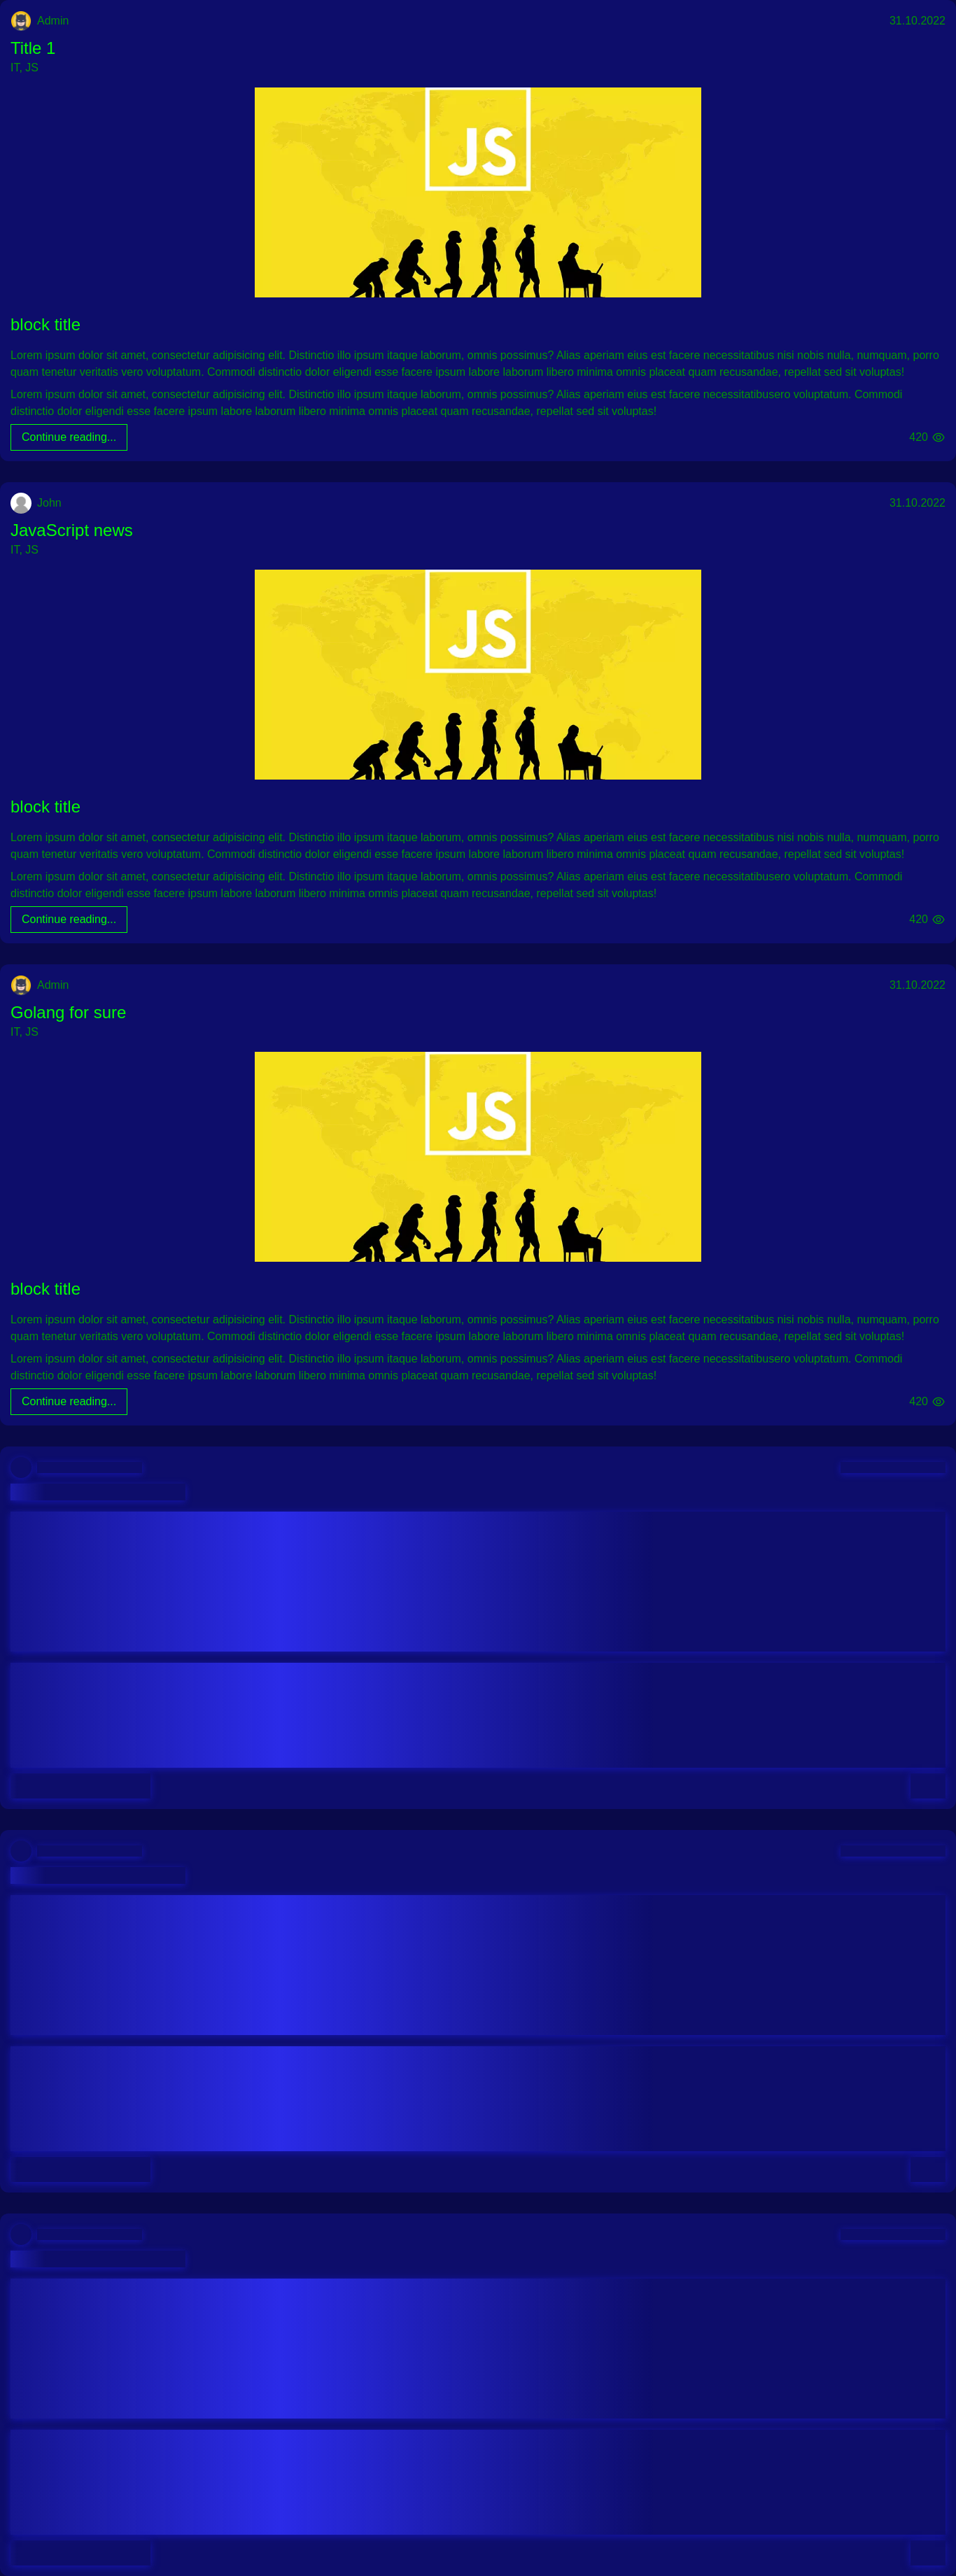 Admin 31.10.2022
Title 1
IT, JS
JS
block title
Lorem ipsum dolor sit amet, consectetur adipisicing elit. Distinctio illo ipsum itaque laborum, omnis possimus? Alias aperiam eius est facere necessitatibus nisi nobis nulla, numquam, porro
quam tenetur veritatis vero voluptatum. Commodi distinctio dolor eligendi esse facere ipsum labore laborum libero minima omnis placeat quam recusandae, repellat sed sit voluptas!
Lorem ipsum dolor sit amet, consectetur adipisicing elit. Distinctio illo ipsum itaque laborum, omnis possimus? Alias aperiam eius est facere necessitatibusero voluptatum. Commodi
distinctio dolor eligendi esse facere ipsum labore laborum libero minima omnis placeat quam recusandae, repellat sed sit voluptas!
Continue reading... 420
John 31.10.2022
JavaScript news
IT, JS
JS
block title
Lorem ipsum dolor sit amet, consectetur adipisicing elit. Distinctio illo ipsum itaque laborum, omnis possimus? Alias aperiam eius est facere necessitatibus nisi nobis nulla, numquam, porro
quam tenetur veritatis vero voluptatum. Commodi distinctio dolor eligendi esse facere ipsum labore laborum libero minima omnis placeat quam recusandae, repellat sed sit voluptas!
Lorem ipsum dolor sit amet, consectetur adipisicing elit. Distinctio illo ipsum itaque laborum, omnis possimus? Alias aperiam eius est facere necessitatibusero voluptatum. Commodi
distinctio dolor eligendi esse facere ipsum labore laborum libero minima omnis placeat quam recusandae, repellat sed sit voluptas!
Continue reading... 420
Admin 31.10.2022
Golang for sure
IT, JS
JS
block title
Lorem ipsum dolor sit amet, consectetur adipisicing elit. Distinctio illo ipsum itaque laborum, omnis possimus? Alias aperiam eius est facere necessitatibus nisi nobis nulla, numquam, porro
quam tenetur veritatis vero voluptatum. Commodi distinctio dolor eligendi esse facere ipsum labore laborum libero minima omnis placeat quam recusandae, repellat sed sit voluptas!
Lorem ipsum dolor sit amet, consectetur adipisicing elit. Distinctio illo ipsum itaque laborum, omnis possimus? Alias aperiam eius est facere necessitatibusero voluptatum. Commodi
distinctio dolor eligendi esse facere ipsum labore laborum libero minima omnis placeat quam recusandae, repellat sed sit voluptas!
Continue reading... 420